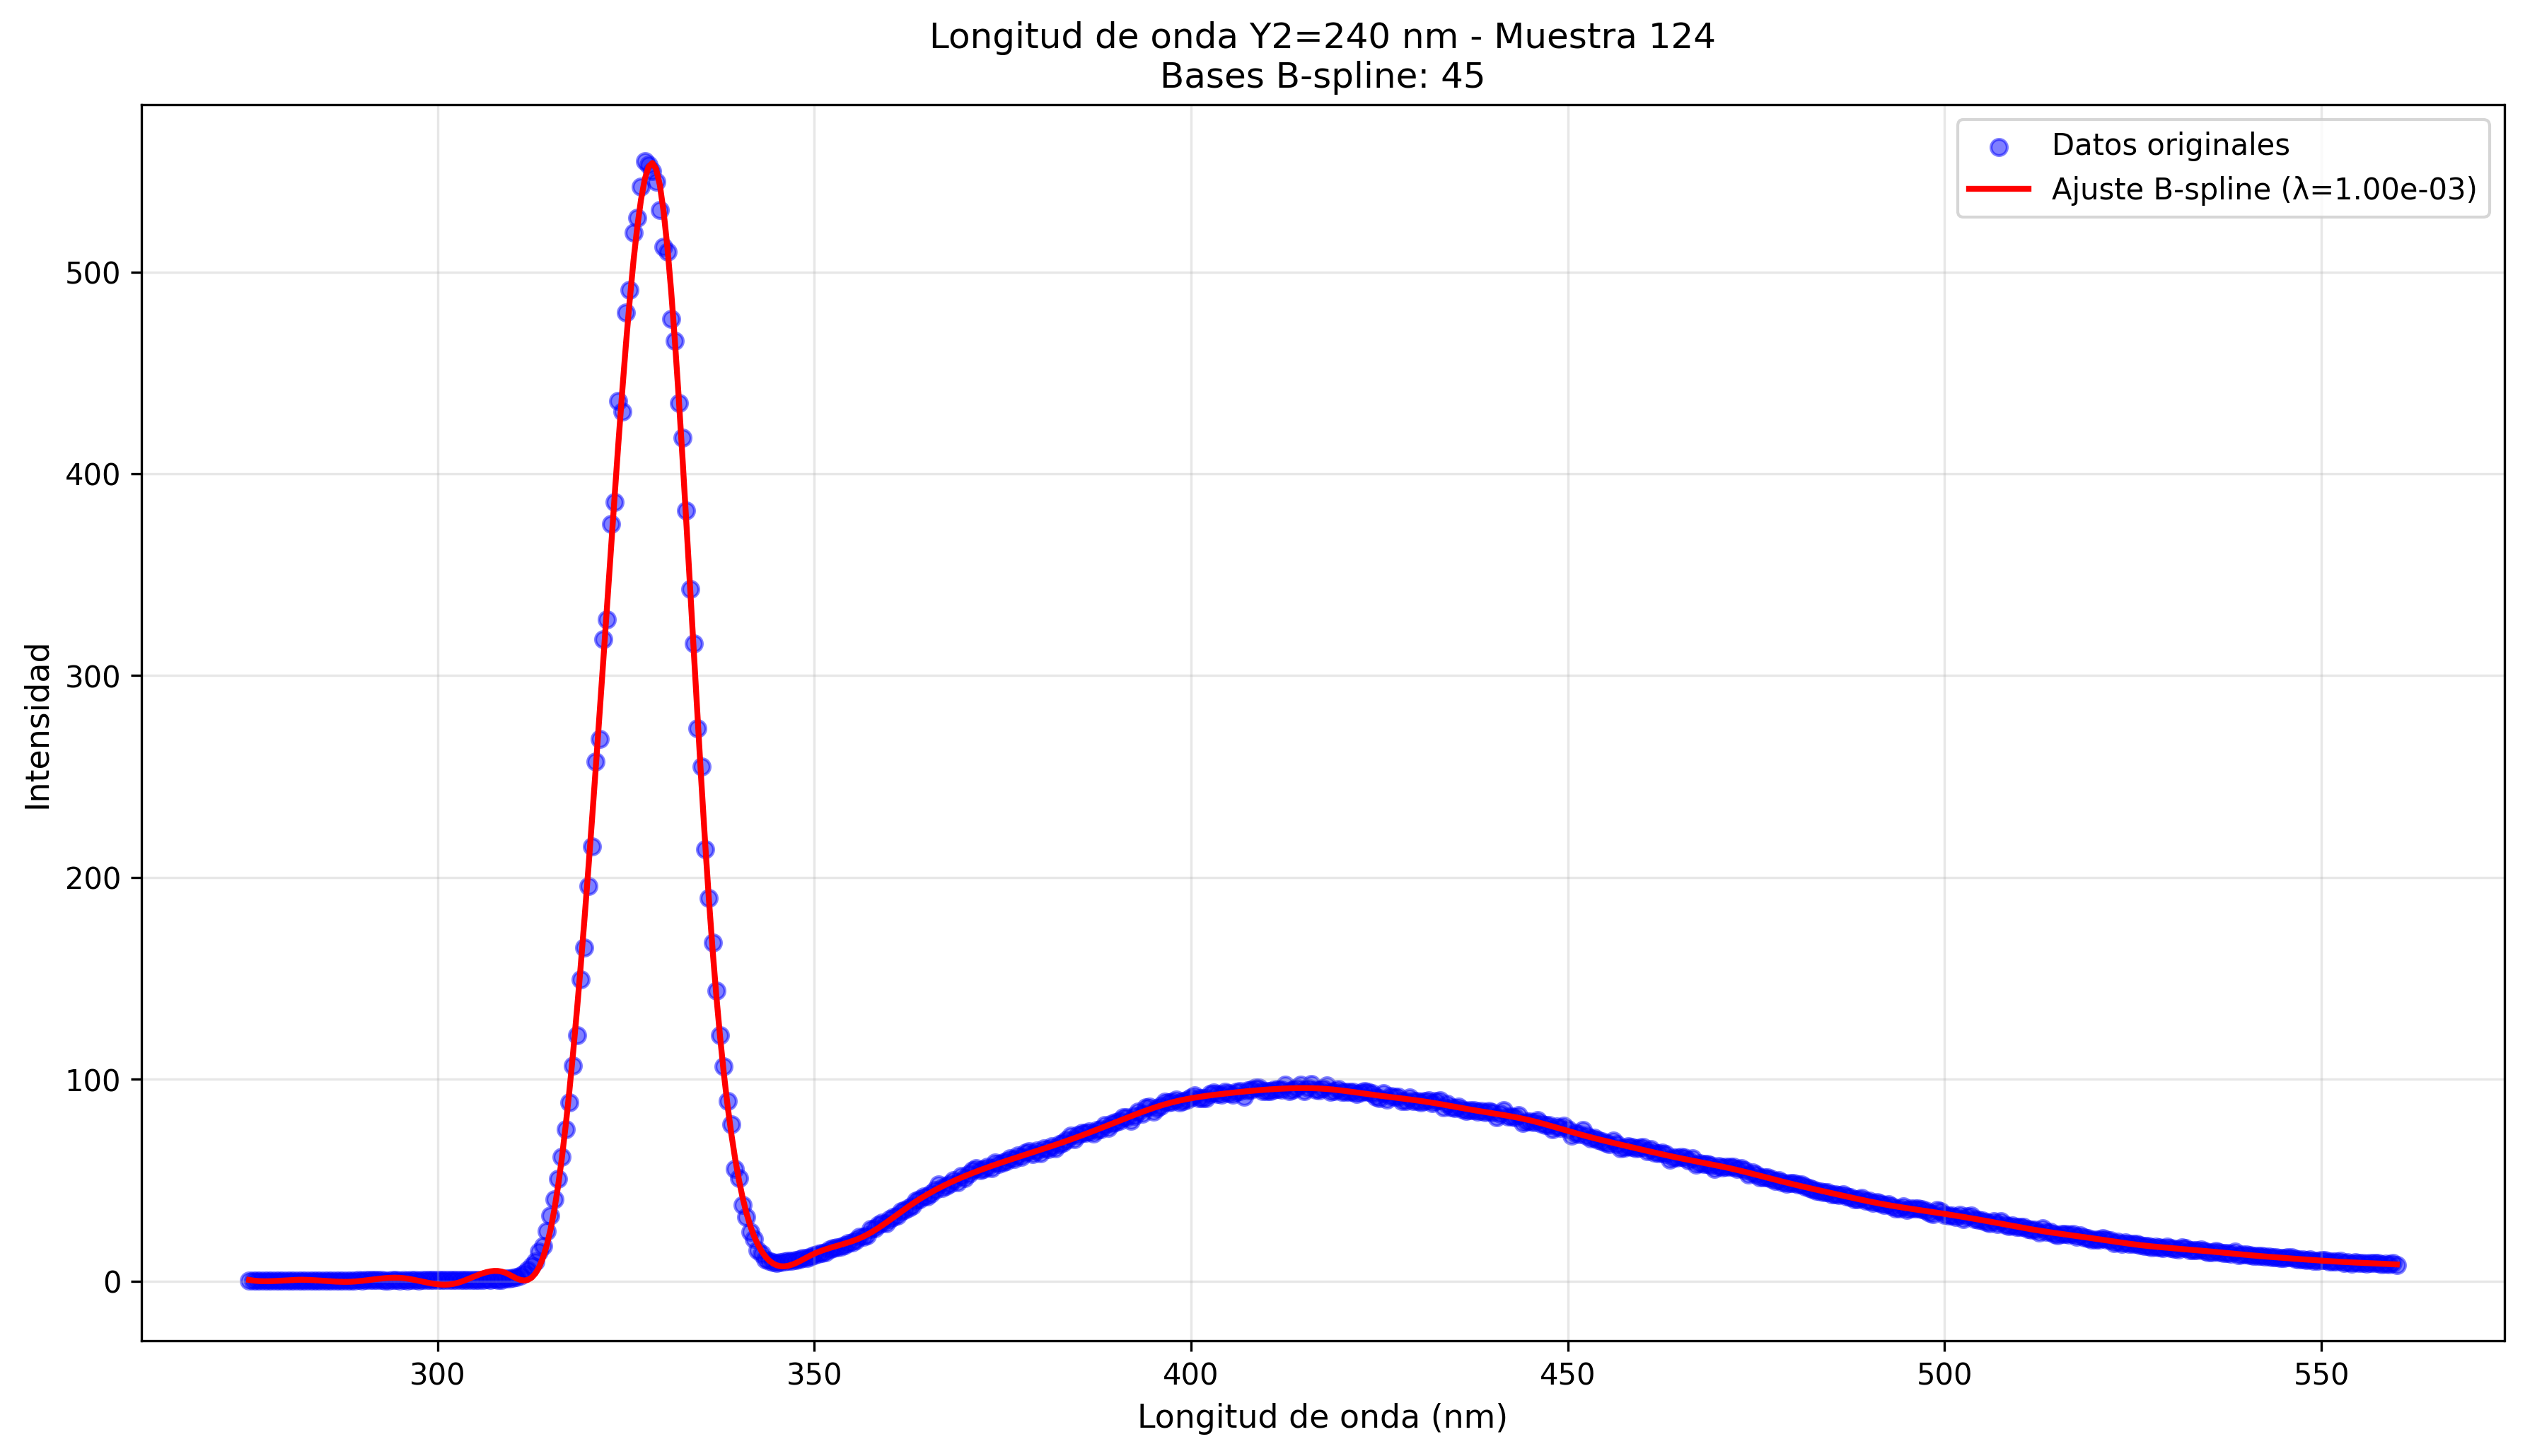 Longitud de onda Y2=240 nm - Muestra 124
Bases B-spline: 45
Datos originales
Ajuste B-spline (λ=1.00e-03)
Intensidad
500
400
300
200
100
0
300
350
400
450
500
550
Longitud de onda (nm)